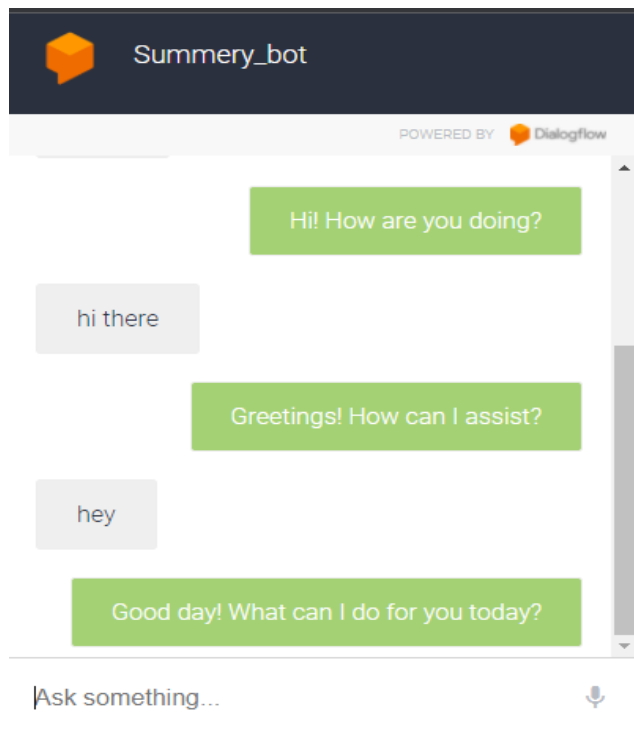 Summery_bot
POWERED BY Dialogflow
Hi! How are you doing?
hi there
Greetings! How can I assist?
hey
Good day! What can I do for you today?
Ask something...